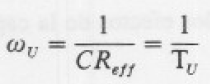 ω_U = 1/(CR_eff) = 1/T_U